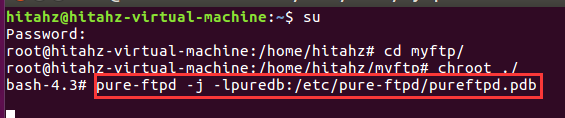 hitahz@hitahz-virtual-machine:~$ su
Password:
root@hitahz-virtual-machine:/home/hitahz# cd myftp/
root@hitahz-virtual-machine:/home/hitahz/myftp# chroot ./
bash-4.3# pure-ftpd -j -lpuredb:/etc/pure-ftpd/pureftpd.pdb